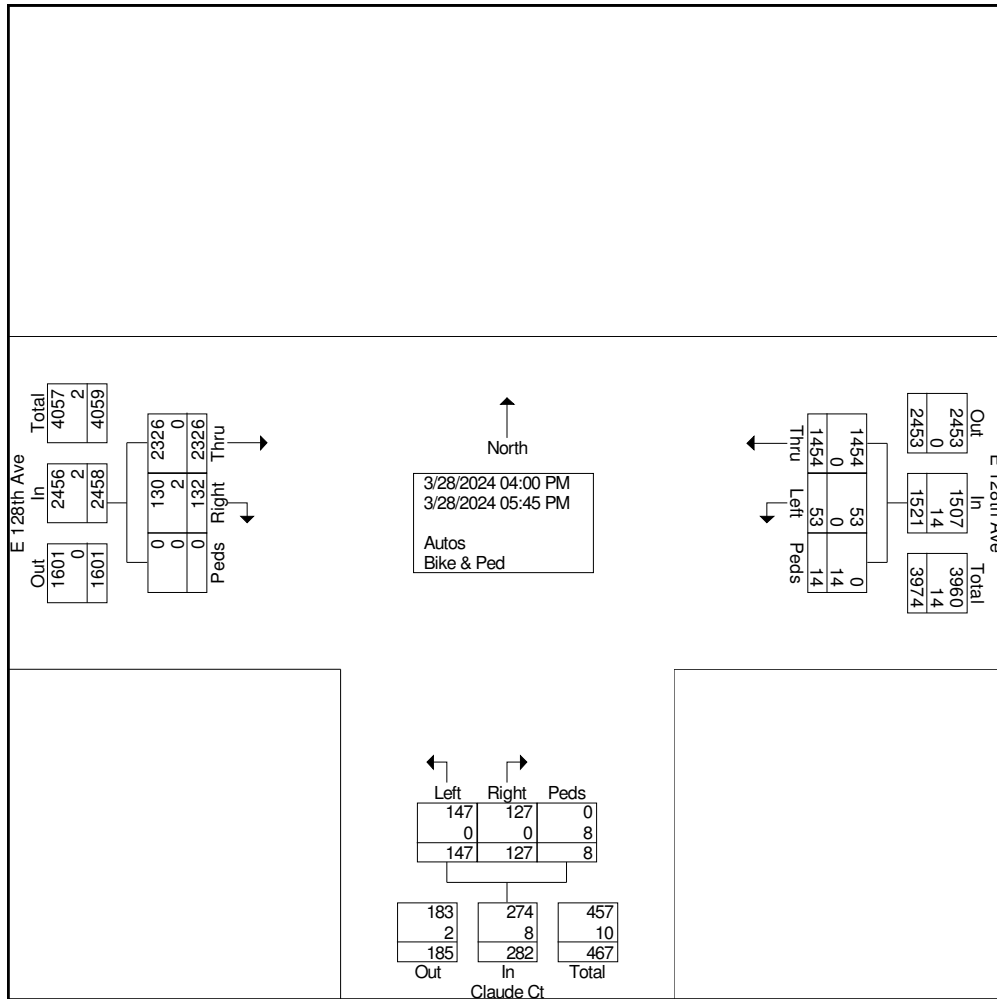 North
3/28/2024 04:00 PM
3/28/2024 05:45 PM
Autos
Bike & Ped
E 128th Ave
Total In Out
4057 2456 1601
2 2 0
4059 2458 1601
Thru Right Peds
2326 130 0
0 2 0
2326 132 0
E 128th Ave
Out In Total
2453 1507 3960
0 14 14
2453 1521 3974
Thru Left Peds
1454 53 0
0 0 14
1454 53 14
Left Right Peds
147 127 0
0 0 8
147 127 8
183 274 457
2 8 10
185 282 467
Out In Total
Claude Ct